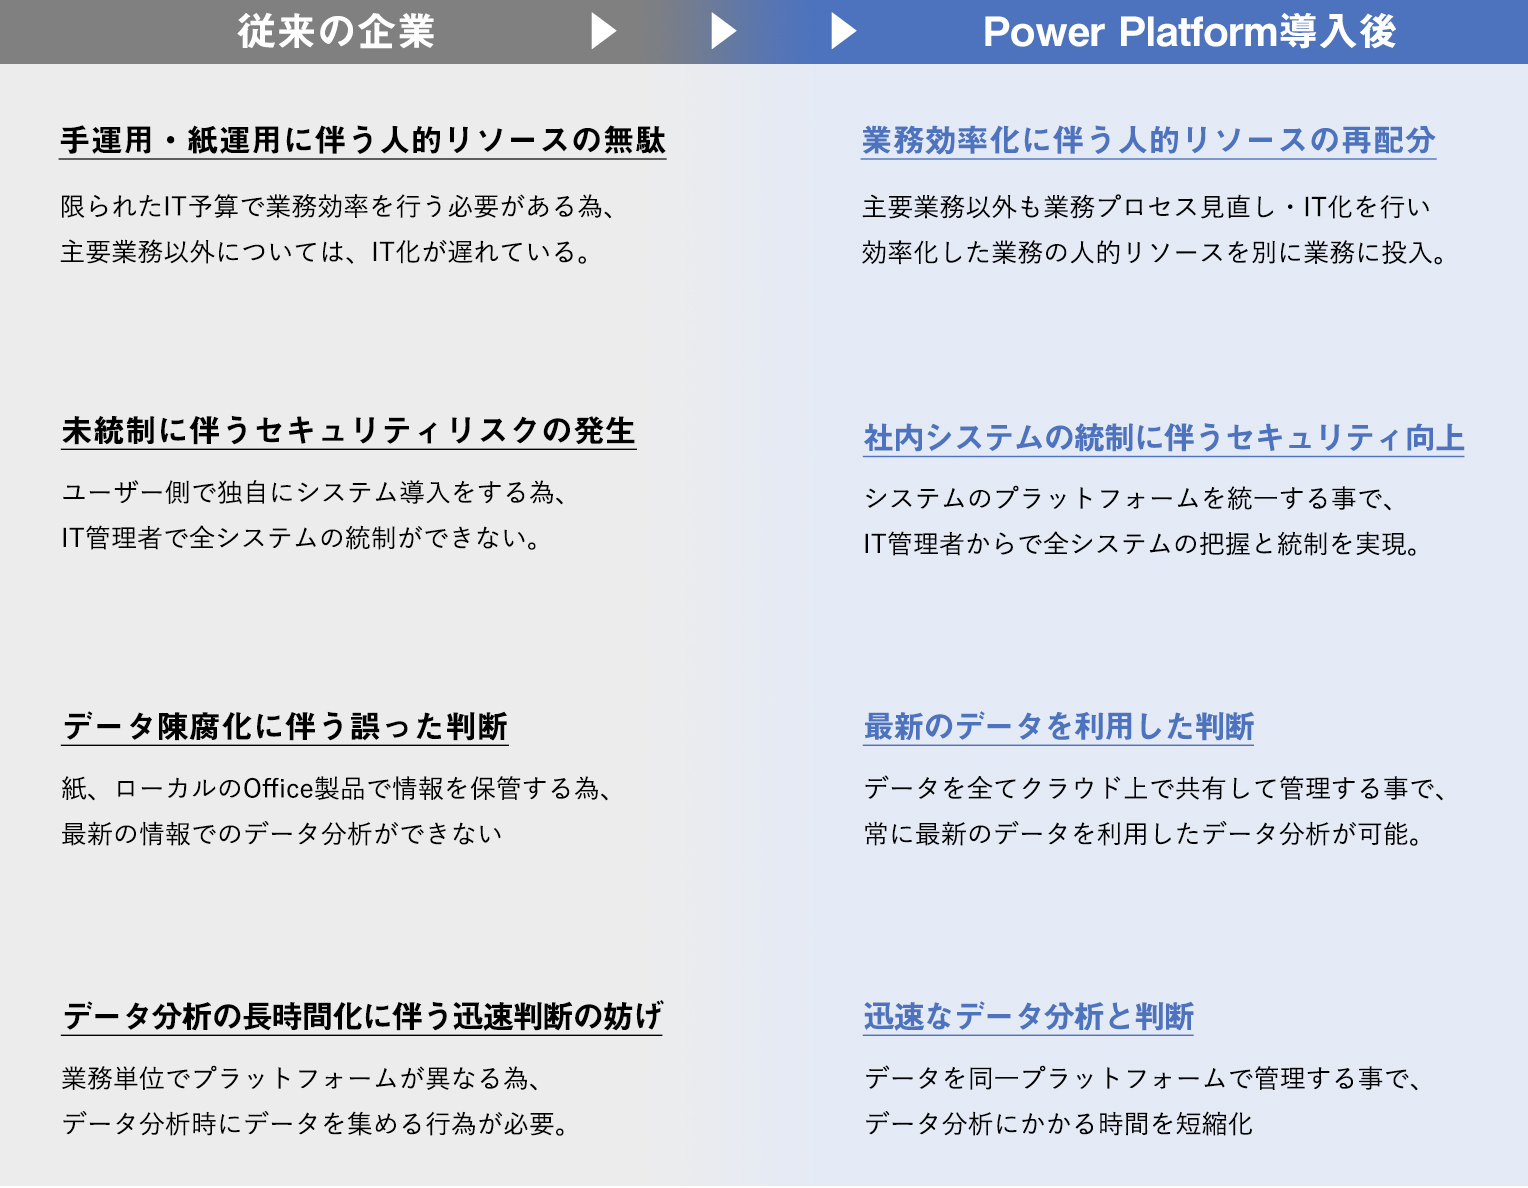 従来の企業
Power Platform導入後
手運用・紙運用に伴う人的リソースの無駄
限られたIT予算で業務効率を行う必要がある為、
主要業務以外については、IT化が遅れている。
業務効率化に伴う人的リソースの再配分
主要業務以外も業務プロセス見直し・IT化を行い
効率化した業務の人的リソースを別に業務に投入。
未統制に伴うセキュリティリスクの発生
ユーザー側で独自にシステム導入をする為、
IT管理者で全システムの統制ができない。
社内システムの統制に伴うセキュリティ向上
システムのプラットフォームを統一する事で、
IT管理者からで全システムの把握と統制を実現。
データ陳腐化に伴う誤った判断
紙、ローカルのOffice製品で情報を保管する為、
最新の情報でのデータ分析ができない
最新のデータを利用した判断
データを全てクラウド上で共有して管理する事で、
常に最新のデータを利用したデータ分析が可能。
データ分析の長時間化に伴う迅速判断の妨げ
業務単位でプラットフォームが異なる為、
データ分析時にデータを集める行為が必要。
迅速なデータ分析と判断
データを同一プラットフォームで管理する事で、
データ分析にかかる時間を短縮化